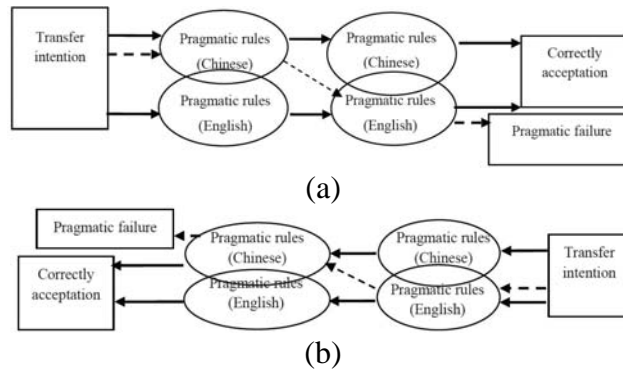 Transfer
intention
Pragmatic rules
(Chinese)
Pragmatic rules
(Chinese)
Correctly
acceptation
Pragmatic rules
(English)
Pragmatic rules
(English)
Pragmatic failure
(a)
Pragmatic failure
Pragmatic rules
(Chinese)
Pragmatic rules
(Chinese)
Transfer
intention
Correctly
acceptation
Pragmatic rules
(English)
Pragmatic rules
(English)
(b)